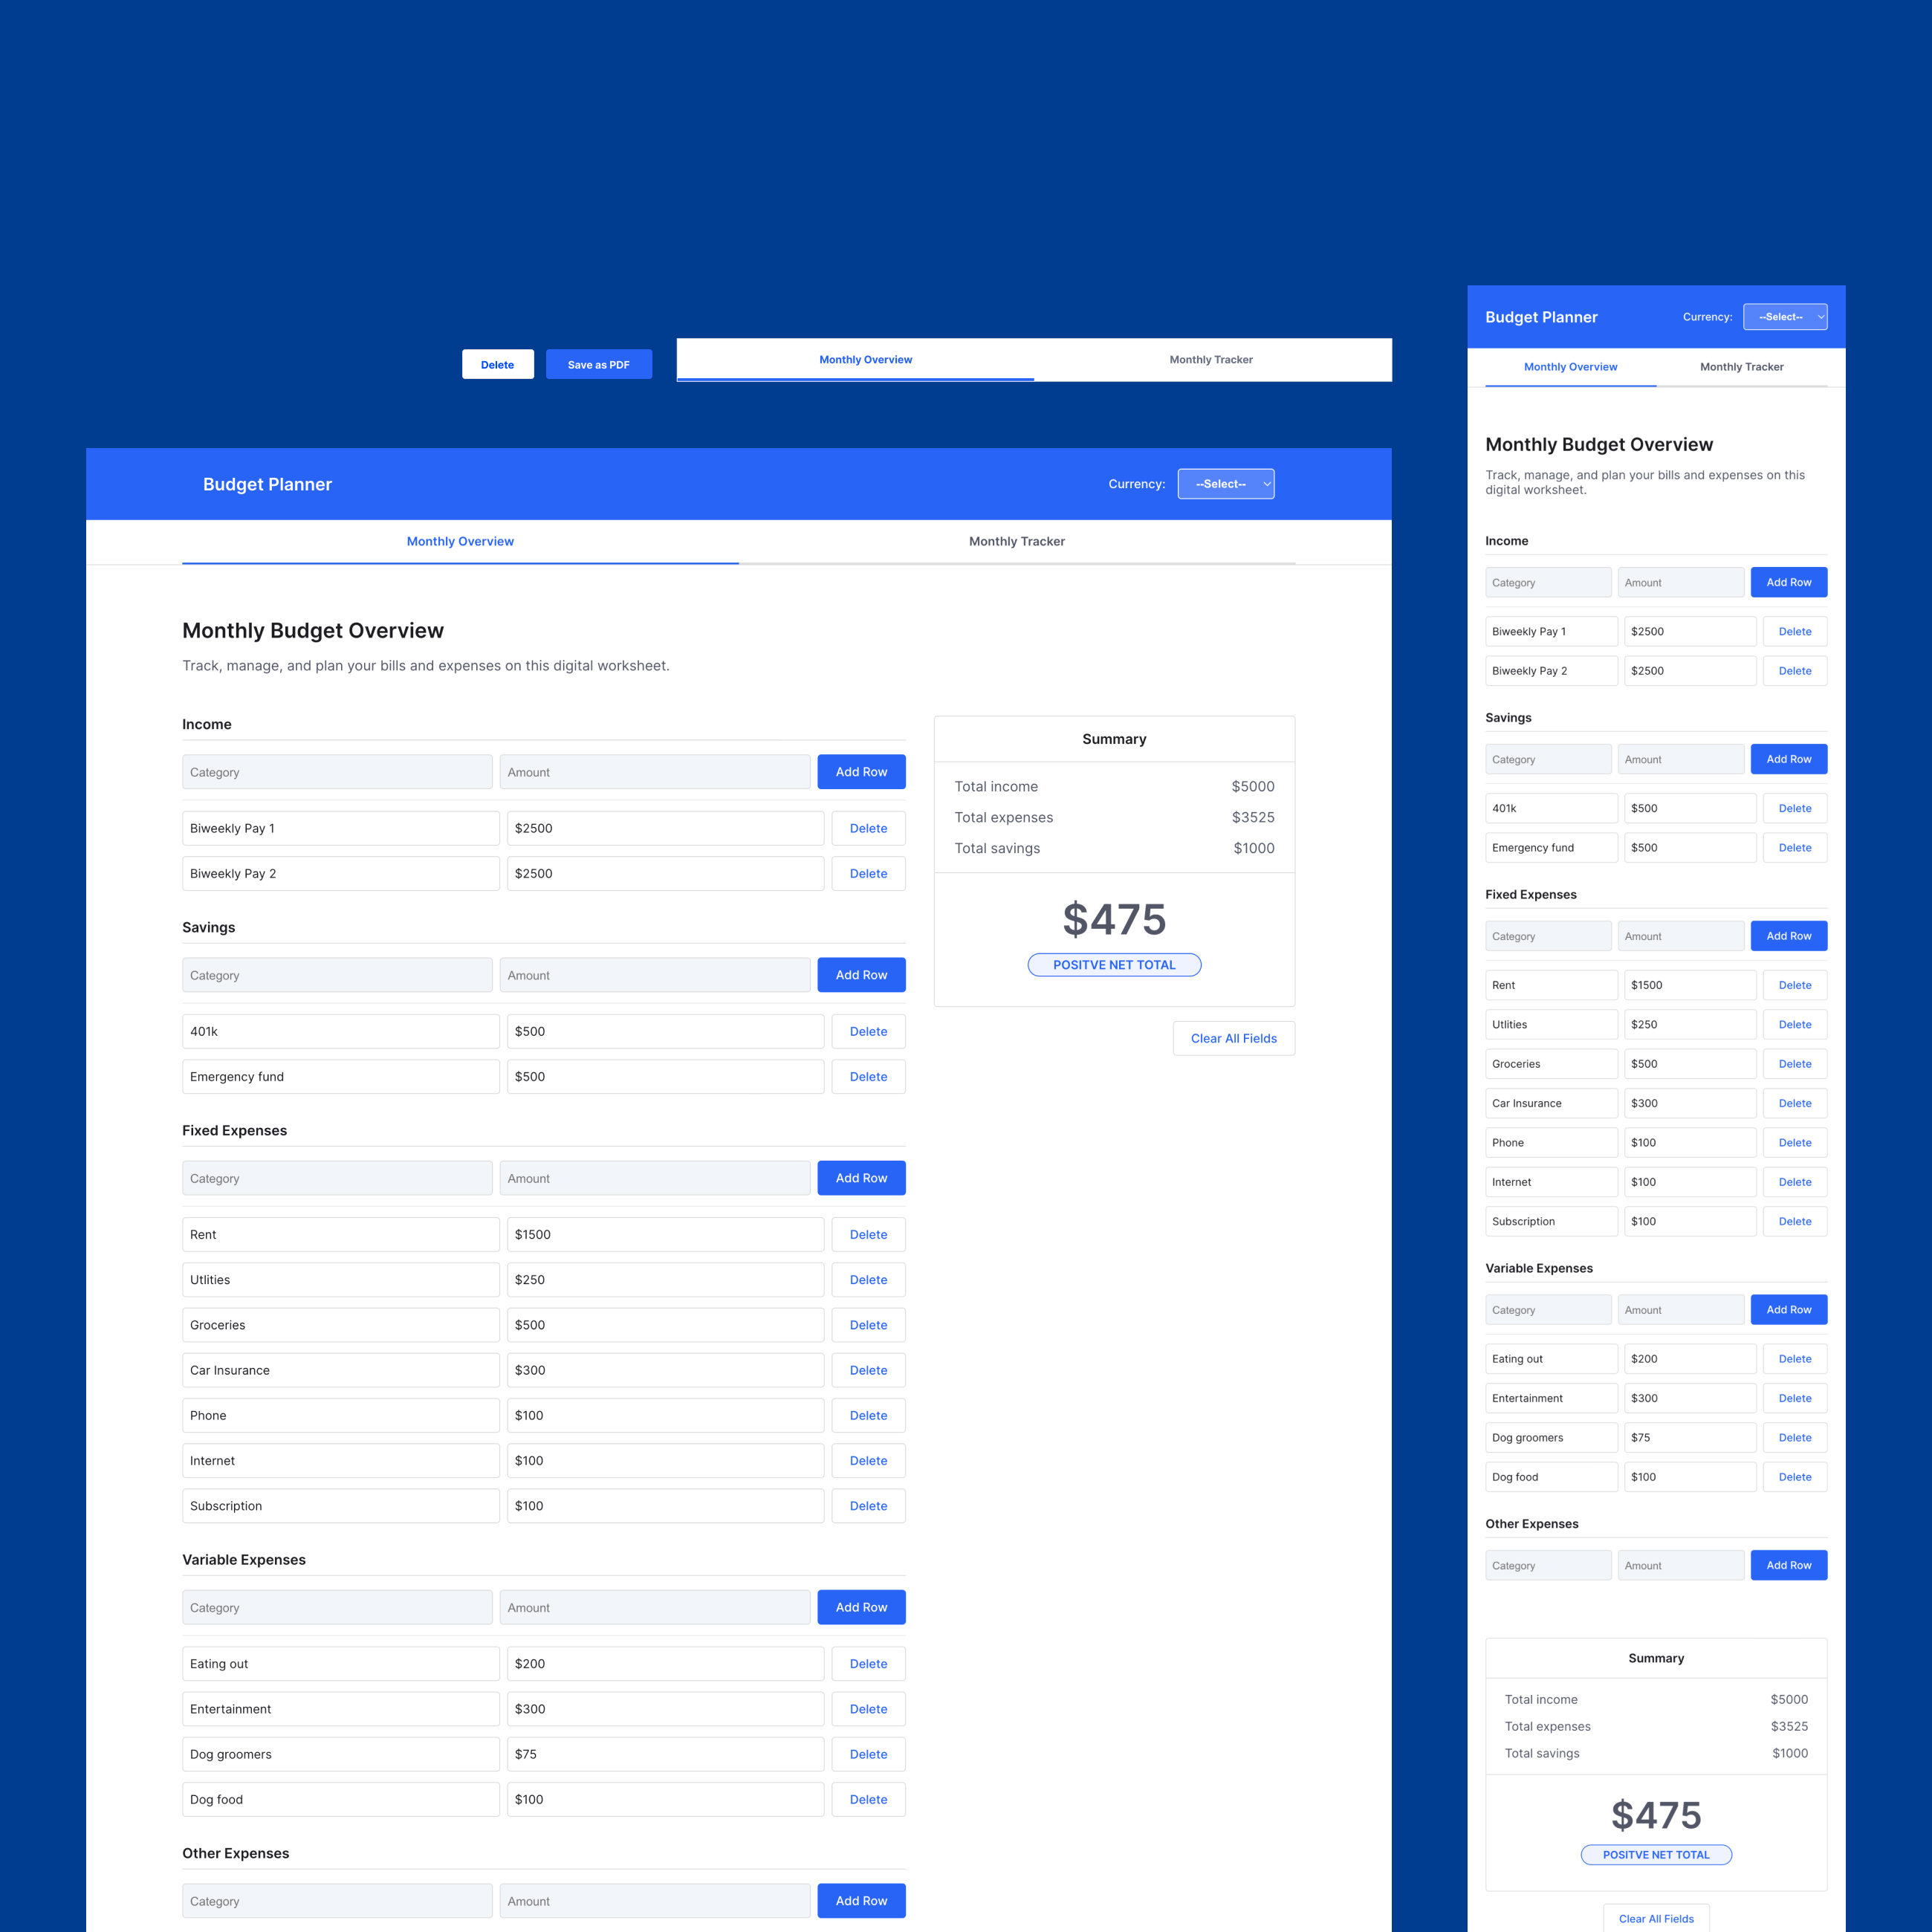 Delete
Save as PDF
Monthly Overview
Monthly Tracker
Budget Planner
Currency:
--Select--
Monthly Overview
Monthly Tracker
Monthly Budget Overview
Track, manage, and plan your bills and expenses on this digital worksheet.
Income
Category
Amount
Add Row
Biweekly Pay 1
$2500
Delete
Biweekly Pay 2
$2500
Delete
Savings
Category
Amount
Add Row
401k
$500
Delete
Emergency fund
$500
Delete
Fixed Expenses
Category
Amount
Add Row
Rent
$1500
Delete
Utlities
$250
Delete
Groceries
$500
Delete
Car Insurance
$300
Delete
Phone
$100
Delete
Internet
$100
Delete
Subscription
$100
Delete
Variable Expenses
Category
Amount
Add Row
Eating out
$200
Delete
Entertainment
$300
Delete
Dog groomers
$75
Delete
Dog food
$100
Delete
Other Expenses
Category
Amount
Add Row
Summary
Total income
$5000
Total expenses
$3525
Total savings
$1000
$475
POSITVE NET TOTAL
Clear All Fields
Budget Planner
Currency:
--Select--
Monthly Overview
Monthly Tracker
Monthly Budget Overview
Track, manage, and plan your bills and expenses on this
digital worksheet.
Income
Category
Amount
Add Row
Biweekly Pay 1
$2500
Delete
Biweekly Pay 2
$2500
Delete
Savings
Category
Amount
Add Row
401k
$500
Delete
Emergency fund
$500
Delete
Fixed Expenses
Category
Amount
Add Row
Rent
$1500
Delete
Utlities
$250
Delete
Groceries
$500
Delete
Car Insurance
$300
Delete
Phone
$100
Delete
Internet
$100
Delete
Subscription
$100
Delete
Variable Expenses
Category
Amount
Add Row
Eating out
$200
Delete
Entertainment
$300
Delete
Dog groomers
$75
Delete
Dog food
$100
Delete
Other Expenses
Category
Amount
Add Row
Summary
Total income
$5000
Total expenses
$3525
Total savings
$1000
$475
POSITVE NET TOTAL
Clear All Fields